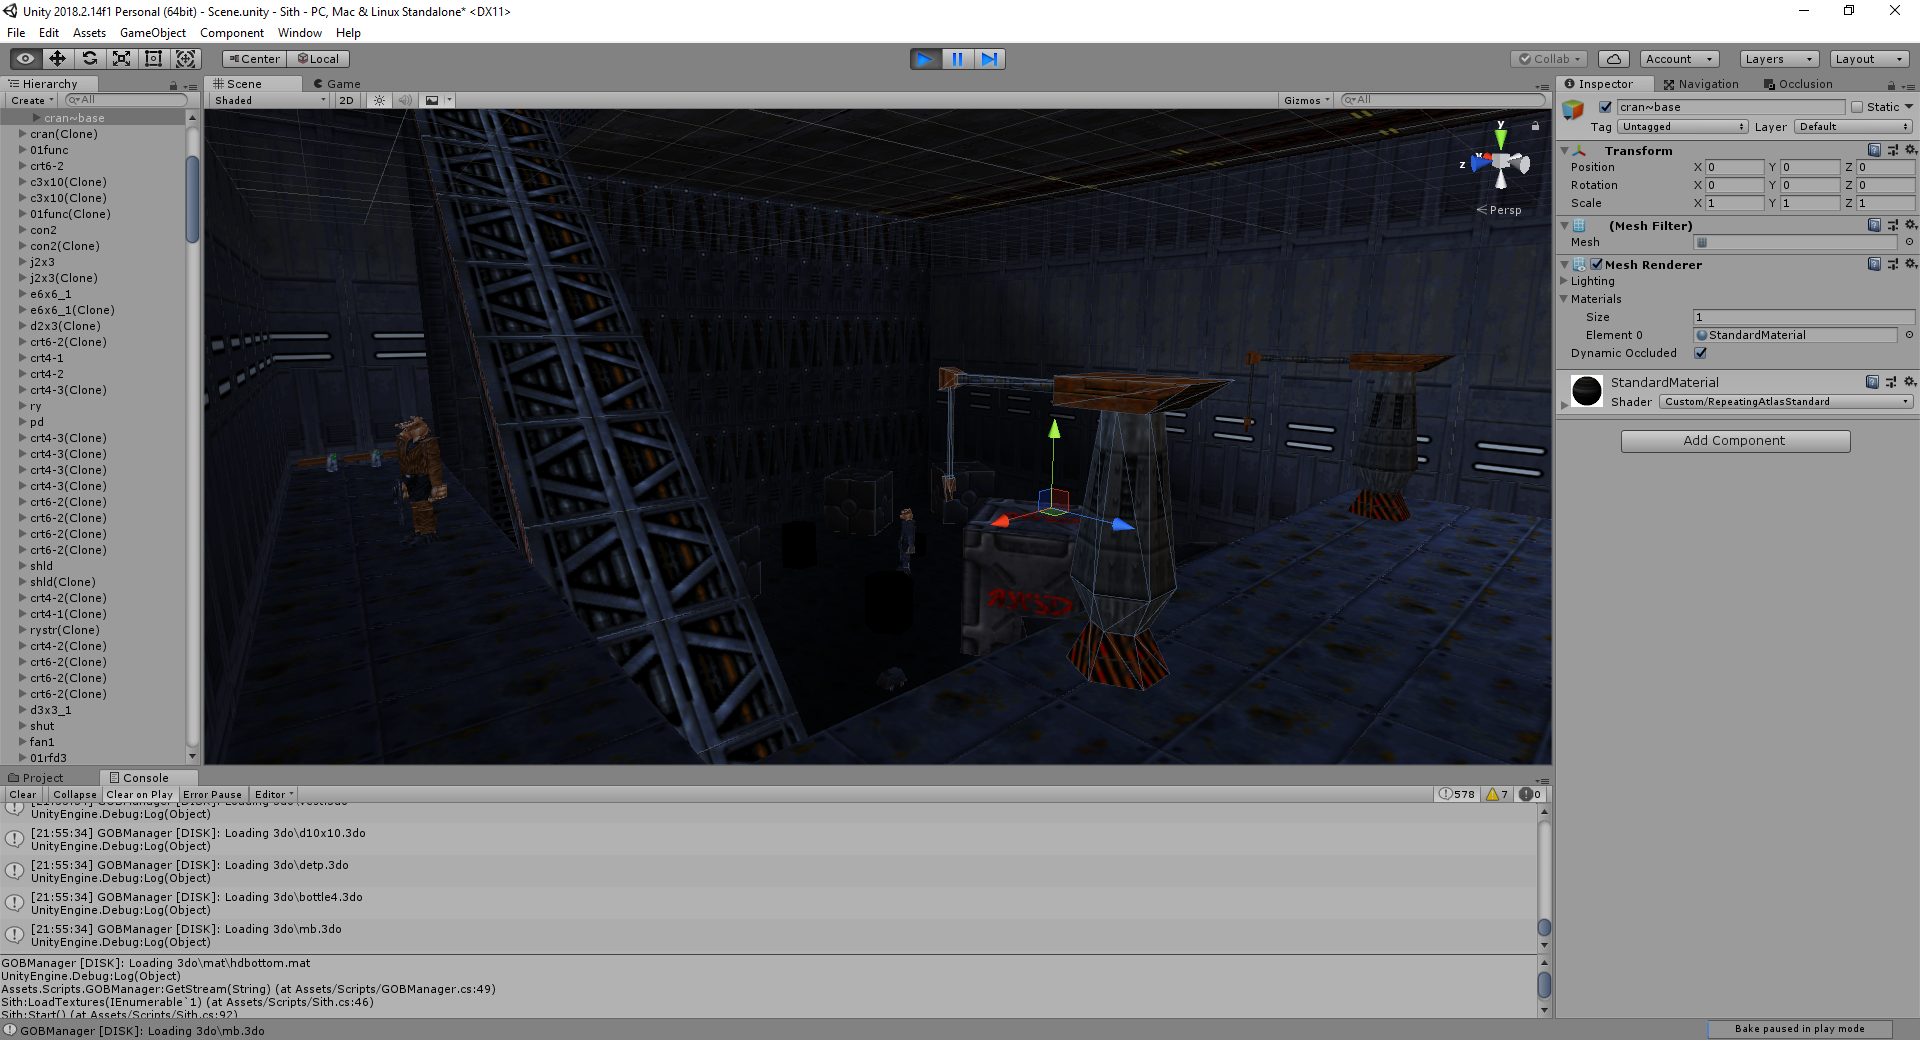 Unity 2018.2.14f1 Personal (64bit) - Scene.unity - Sith - PC, Mac & Linux Standalone* <DX11>
File Edit Assets GameObject Component Window Help
Center Local
Collab Account Layers Layout
Hierarchy
Create All
cran~base
cran(Clone)
01func
crt6-2
c3x10(Clone)
c3x10(Clone)
01func(Clone)
con2
con2(Clone)
j2x3
j2x3(Clone)
e6x6_1
e6x6_1(Clone)
d2x3(Clone)
crt6-2(Clone)
crt4-1
crt4-2
crt4-3(Clone)
ry
pd
crt4-3(Clone)
crt4-3(Clone)
crt4-3(Clone)
crt4-3(Clone)
crt6-2(Clone)
crt6-2(Clone)
crt6-2(Clone)
crt6-2(Clone)
shld
shld(Clone)
crt4-2(Clone)
crt4-1(Clone)
rystr(Clone)
crt4-2(Clone)
crt6-2(Clone)
crt6-2(Clone)
crt6-2(Clone)
d3x3_1
shut
fan1
01rfd3
Scene Game
Shaded 2D Gizmos All
y
x
z
Persp
Inspector Navigation Occlusion
cran~base Static
Tag Untagged Layer Default
Transform
Position X 0 Y 0 Z 0
Rotation X 0 Y 0 Z 0
Scale X 1 Y 1 Z 1
(Mesh Filter)
Mesh
Mesh Renderer
Lighting
Materials
Size 1
Element 0 StandardMaterial
Dynamic Occluded
StandardMaterial
Shader Custom/RepeatingAtlasStandard
Add Component
Project Console
Clear Collapse Clear on Play Error Pause Editor 578 7 0
UnityEngine.Debug:Log(Object)
[21:55:34] GOBManager [DISK]: Loading 3do\d10x10.3do
UnityEngine.Debug:Log(Object)
[21:55:34] GOBManager [DISK]: Loading 3do\detp.3do
UnityEngine.Debug:Log(Object)
[21:55:34] GOBManager [DISK]: Loading 3do\bottle4.3do
UnityEngine.Debug:Log(Object)
[21:55:34] GOBManager [DISK]: Loading 3do\mb.3do
UnityEngine.Debug:Log(Object)
GOBManager [DISK]: Loading 3do\mat\hdbottom.mat
UnityEngine.Debug:Log(Object)
Assets.Scripts.GOBManager:GetStream(String) (at Assets/Scripts/GOBManager.cs:49)
Sith:LoadTextures(IEnumerable`1) (at Assets/Scripts/Sith.cs:46)
Sith:Start() (at Assets/Scripts/Sith.cs:92)
GOBManager [DISK]: Loading 3do\mb.3do
Bake paused in play mode